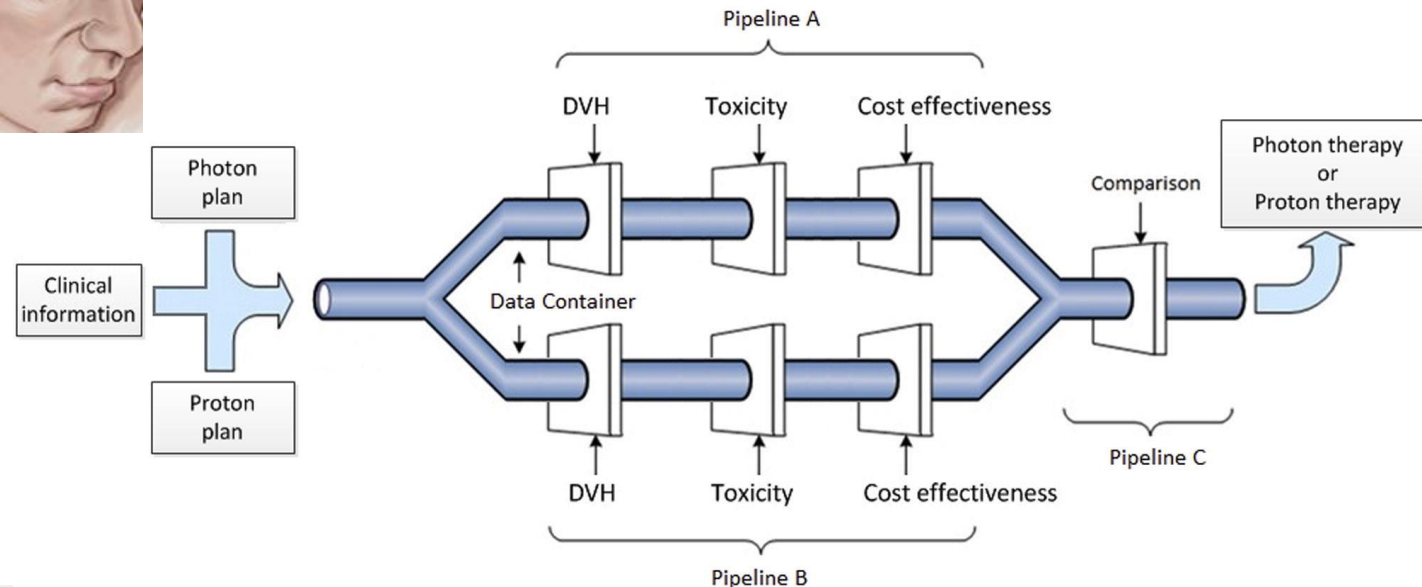 Pipeline A
DVH
Toxicity
Cost effectiveness
Photon
plan
Clinical
information
Proton
plan
Data Container
Comparison
Photon therapy
or
Proton therapy
DVH
Toxicity
Cost effectiveness
Pipeline B
Pipeline C